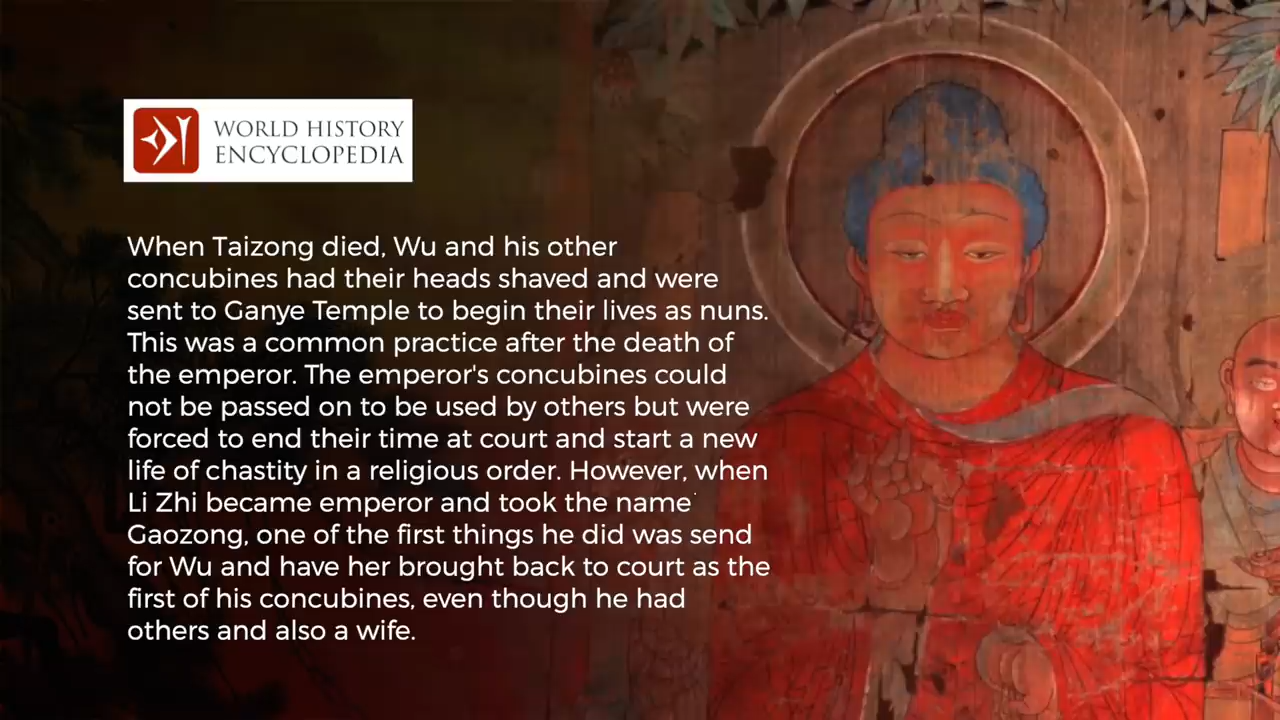 WORLD HISTORY
ENCYCLOPEDIA
When Taizong died, Wu and his other
concubines had their heads shaved and were
sent to Ganye Temple to begin their lives as nuns.
This was a common practice after the death of
the emperor. The emperor's concubines could
not be passed on to be used by others but were
forced to end their time at court and start a new
life of chastity in a religious order. However, when
Li Zhi became emperor and took the name
Gaozong, one of the first things he did was send
for Wu and have her brought back to court as the
first of his concubines, even though he had
others and also a wife.